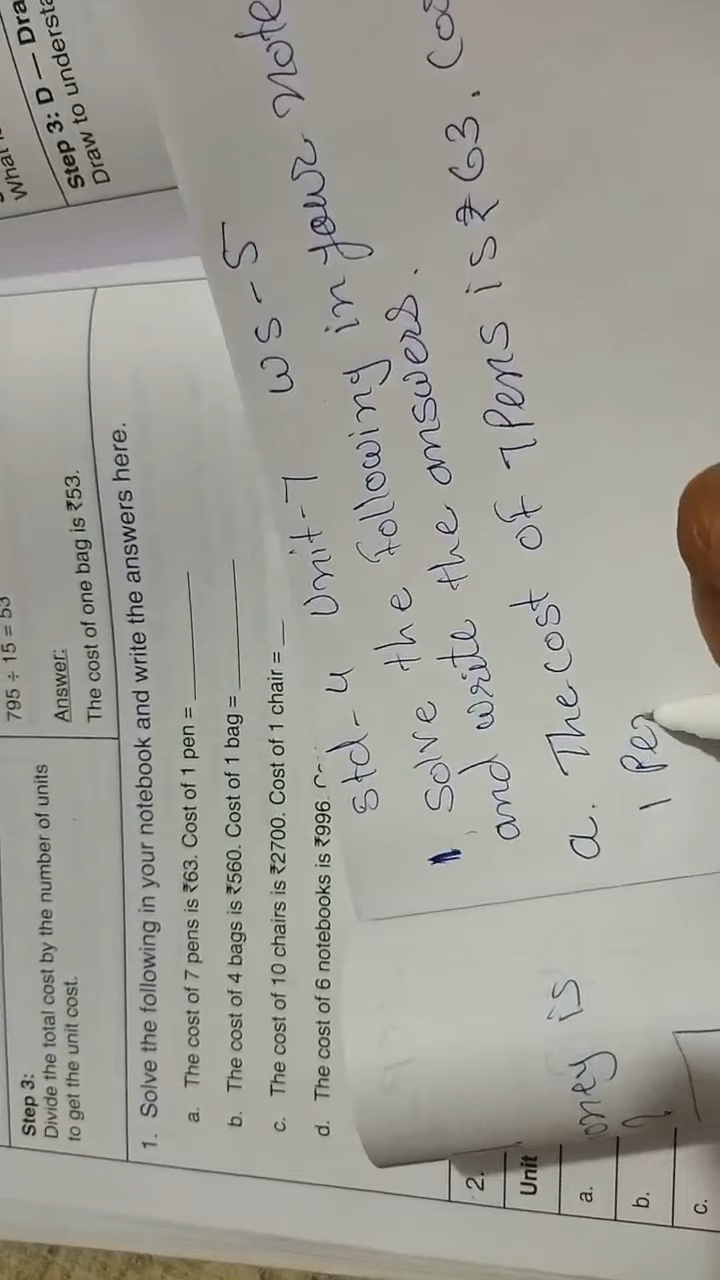 What
Step 3: D — Dra
Draw to understa
Step 3:
Divide the total cost by the number of units
to get the unit cost.
795 ÷ 15 = 53
Answer:
The cost of one bag is ₹53.
1. Solve the following in your notebook and write the answers here.
a. The cost of 7 pens is ₹63. Cost of 1 pen =
b. The cost of 4 bags is ₹560. Cost of 1 bag =
c. The cost of 10 chairs is ₹2700. Cost of 1 chair =
d. The cost of 6 notebooks is ₹996.
2.
Unit
a.
b.
c.
Std-4 Unit-7 WS-5
1. Solve the following in your note
and write the answers.
a. The cost of 7 Pens is ₹ 63. Co
1 Pe
oney is